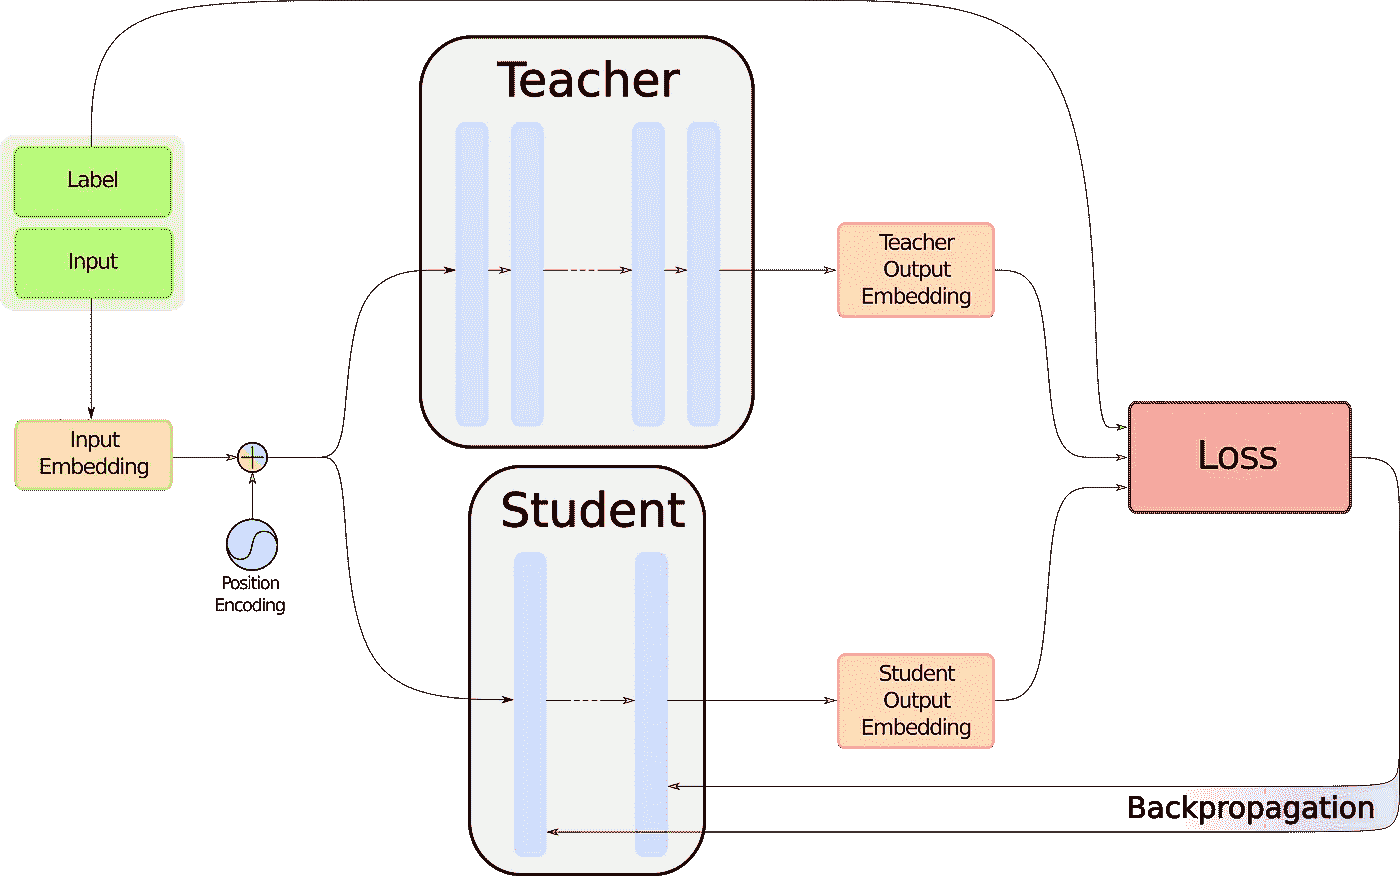 Teacher
Label
Input
Teacher
Output
Embedding
Input
Embedding
Loss
Student
Position
Encoding
Student
Output
Embedding
Backpropagation